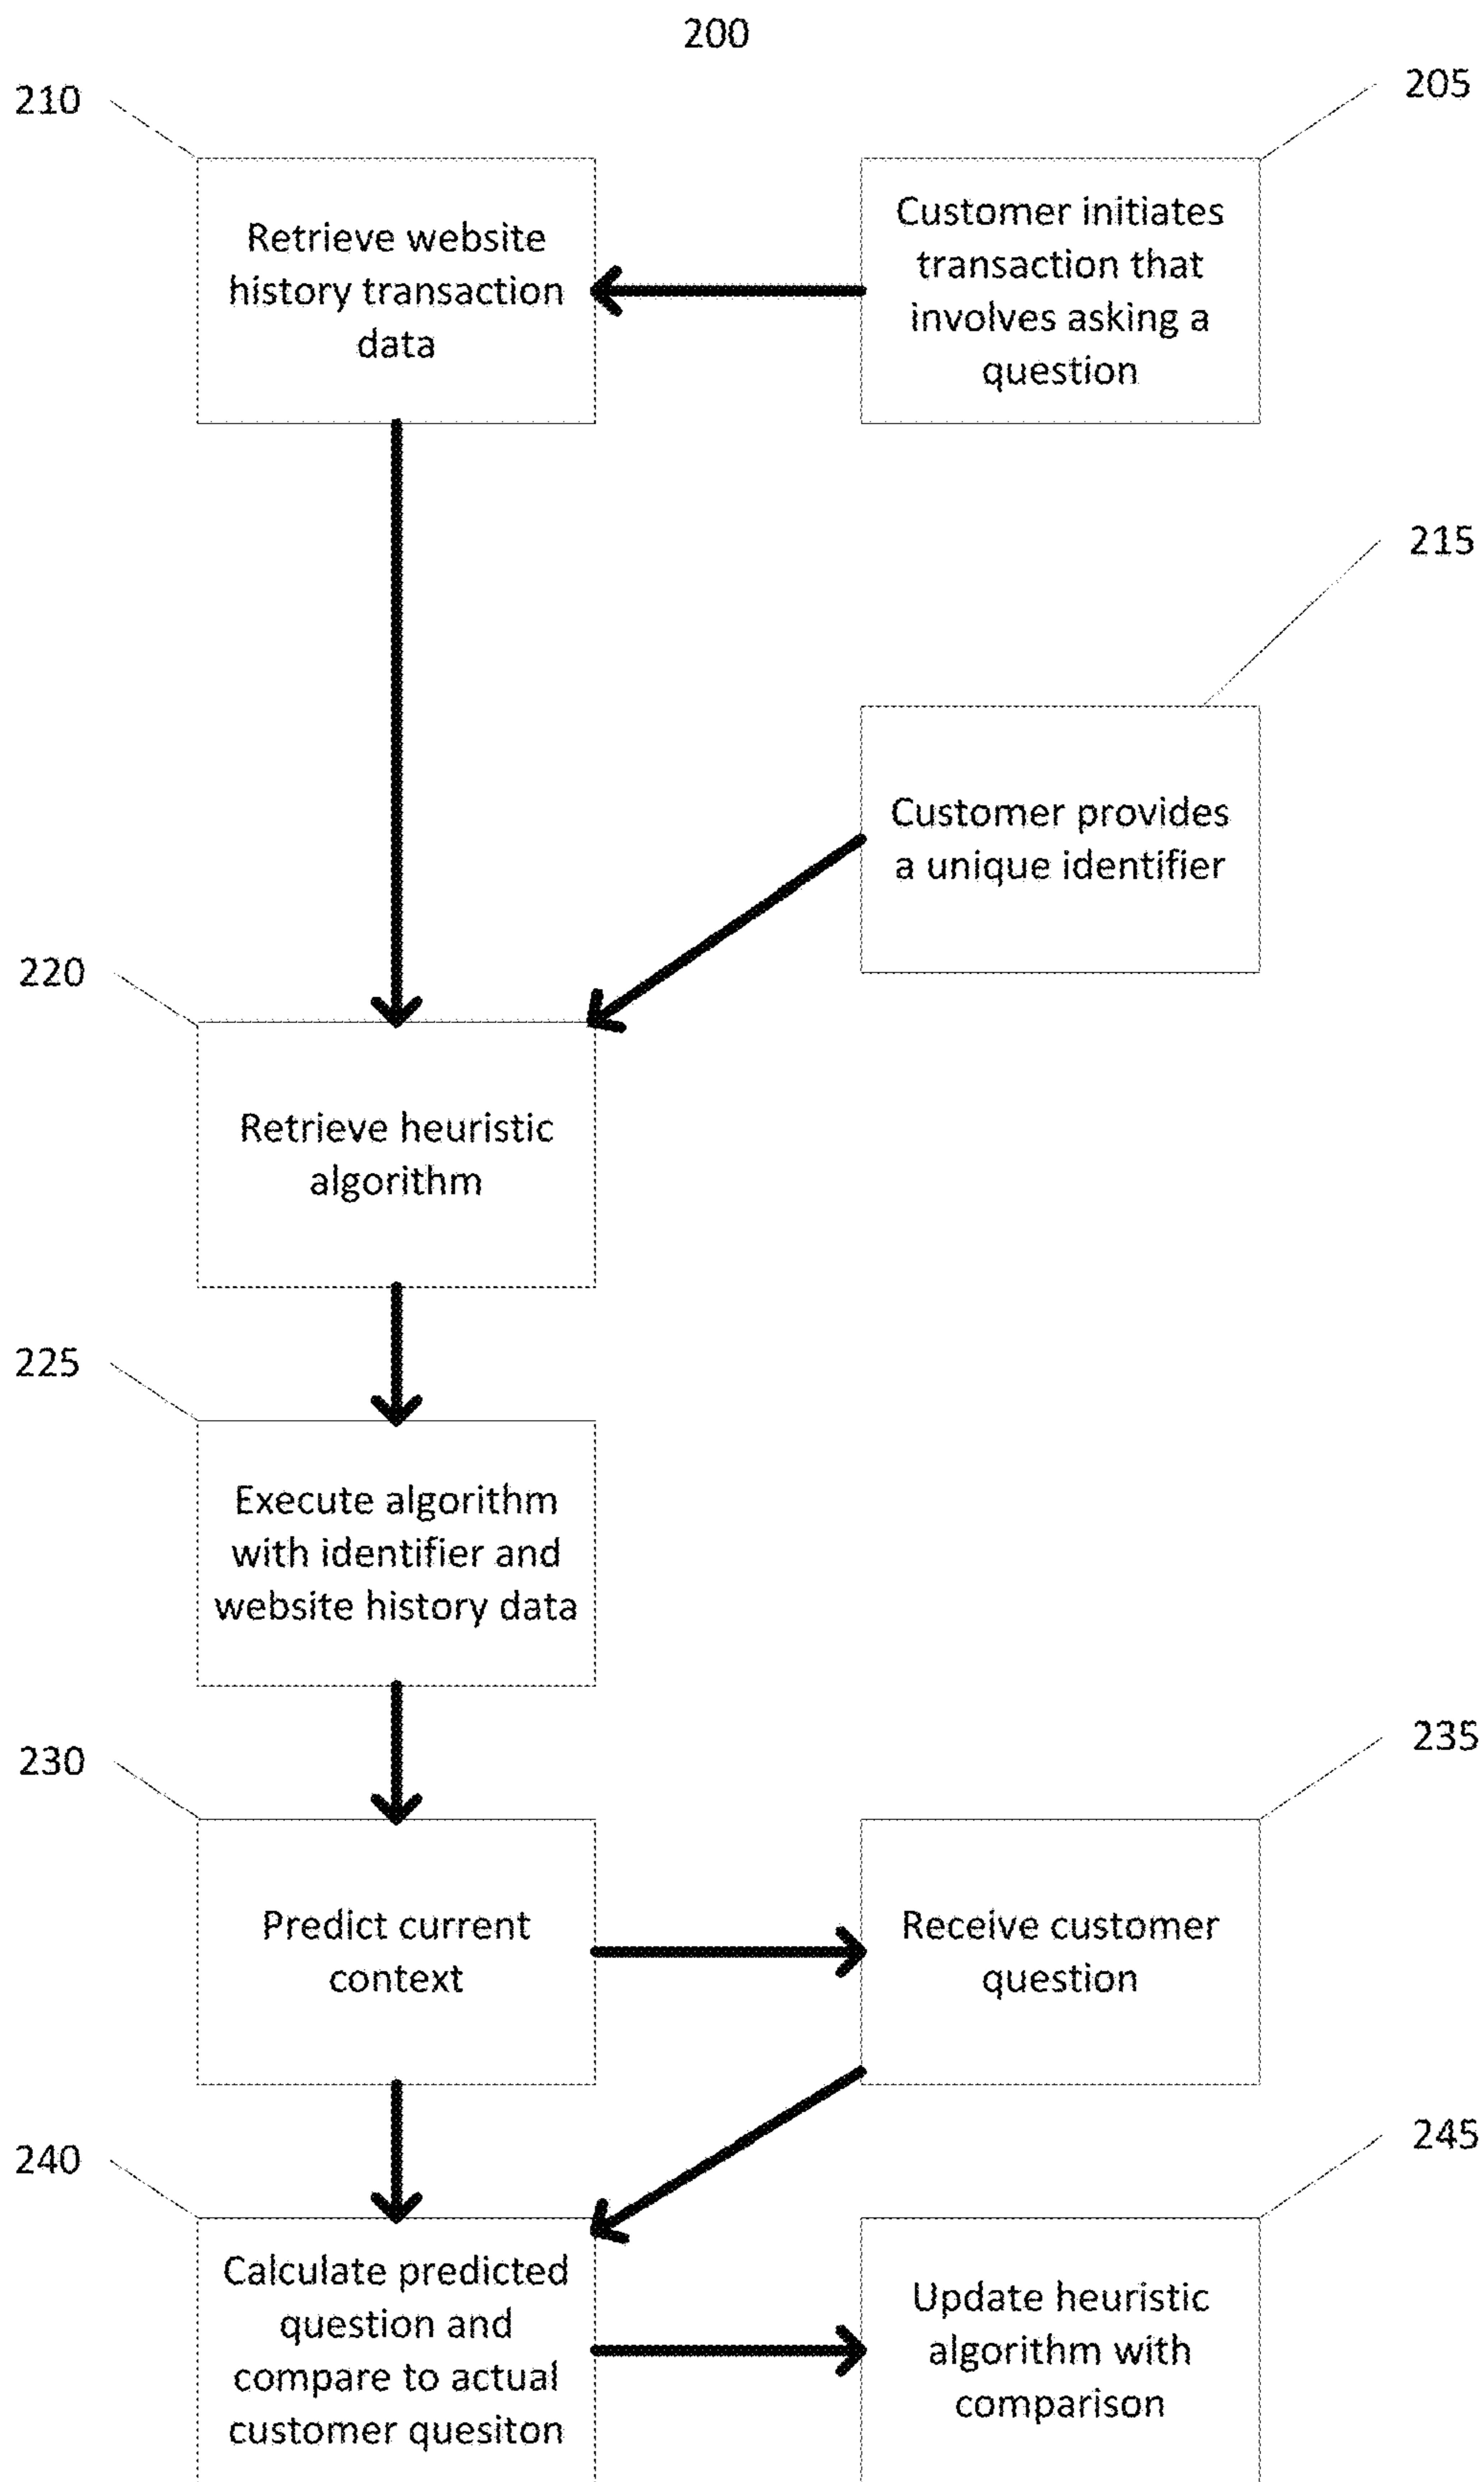 200
210
205
Retrieve website
history transaction
data
Customer initiates
transaction that
involves asking a
question
215
Customer provides
a unique identifier
220
Retrieve heuristic
algorithm
225
Execute algorithm
with identifier and
website history data
230
235
Predict current
context
Receive customer
question
240
245
Calculate predicted
question and
compare to actual
customer quesiton
Update heuristic
algorithm with
comparison